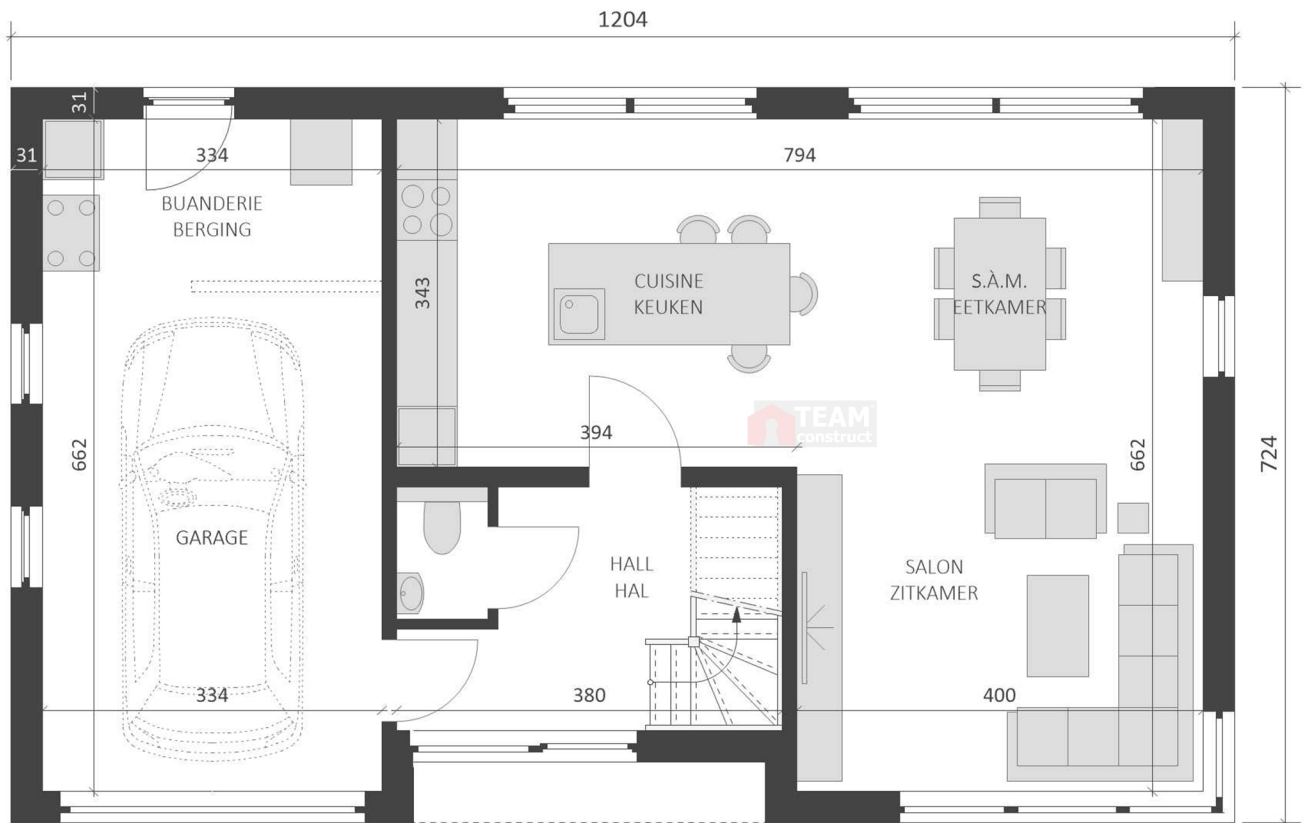 1204
31
31
334
794
BUANDERIE
BERGING
343
CUISINE
KEUKEN
S.À.M.
EETKAMER
TEAM
construct
394
662
662
724
GARAGE
HALL
HAL
SALON
ZITKAMER
334
380
400